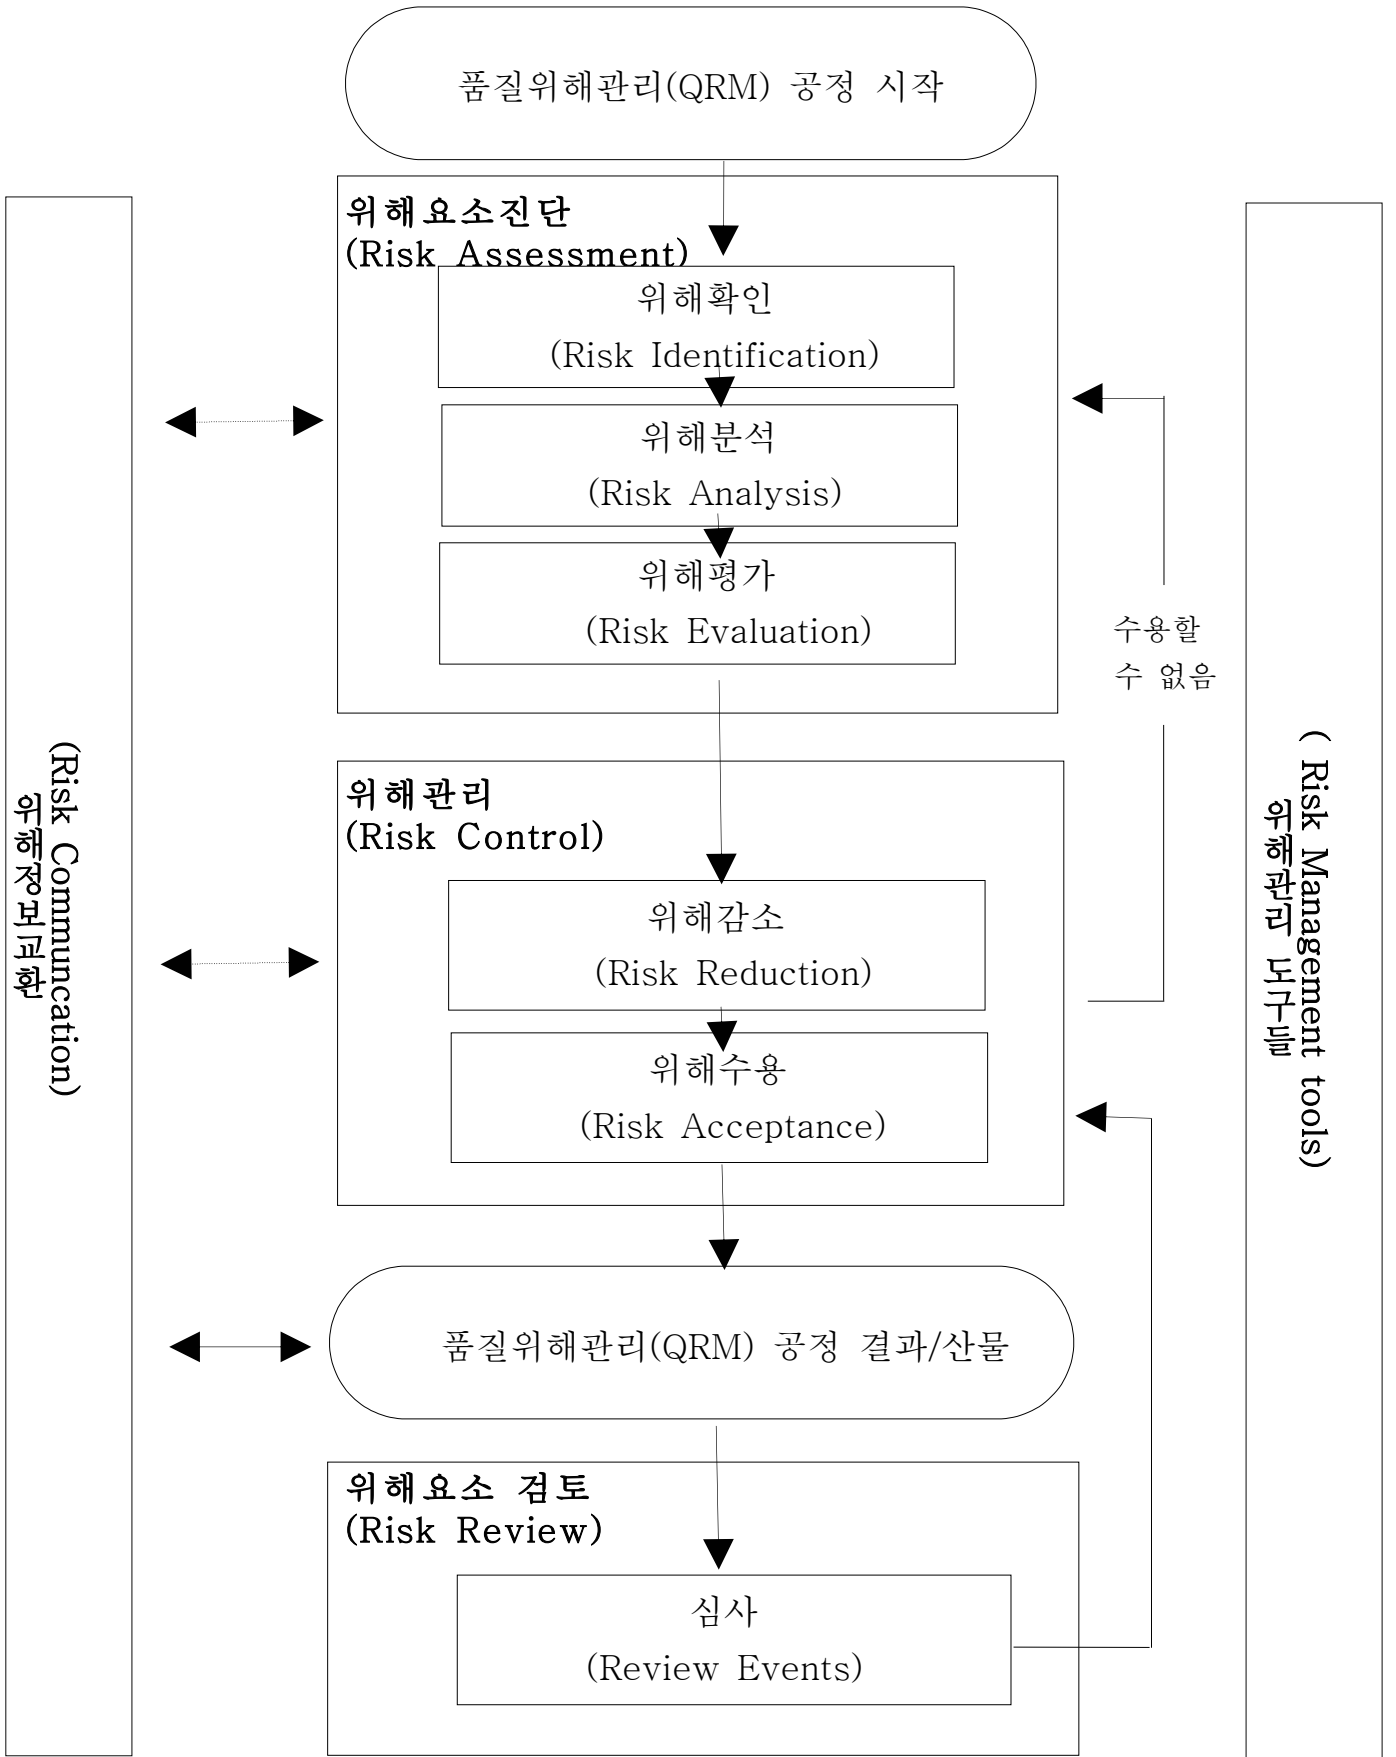 품질위해관리(QRM) 공정 시작
위해요소진단
(Risk Assessment)
위해확인
(Risk Identification)
위해분석
(Risk Analysis)
위해평가
(Risk Evaluation)
수용할
수 없음
위해관리
(Risk Control)
위해감소
(Risk Reduction)
위해수용
(Risk Acceptance)
품질위해관리(QRM) 공정 결과/산물
위해요소 검토
(Risk Review)
심사
(Review Events)
(Risk Communcation)
위해정보교환
( Risk Management tools)
위해관리 도구들